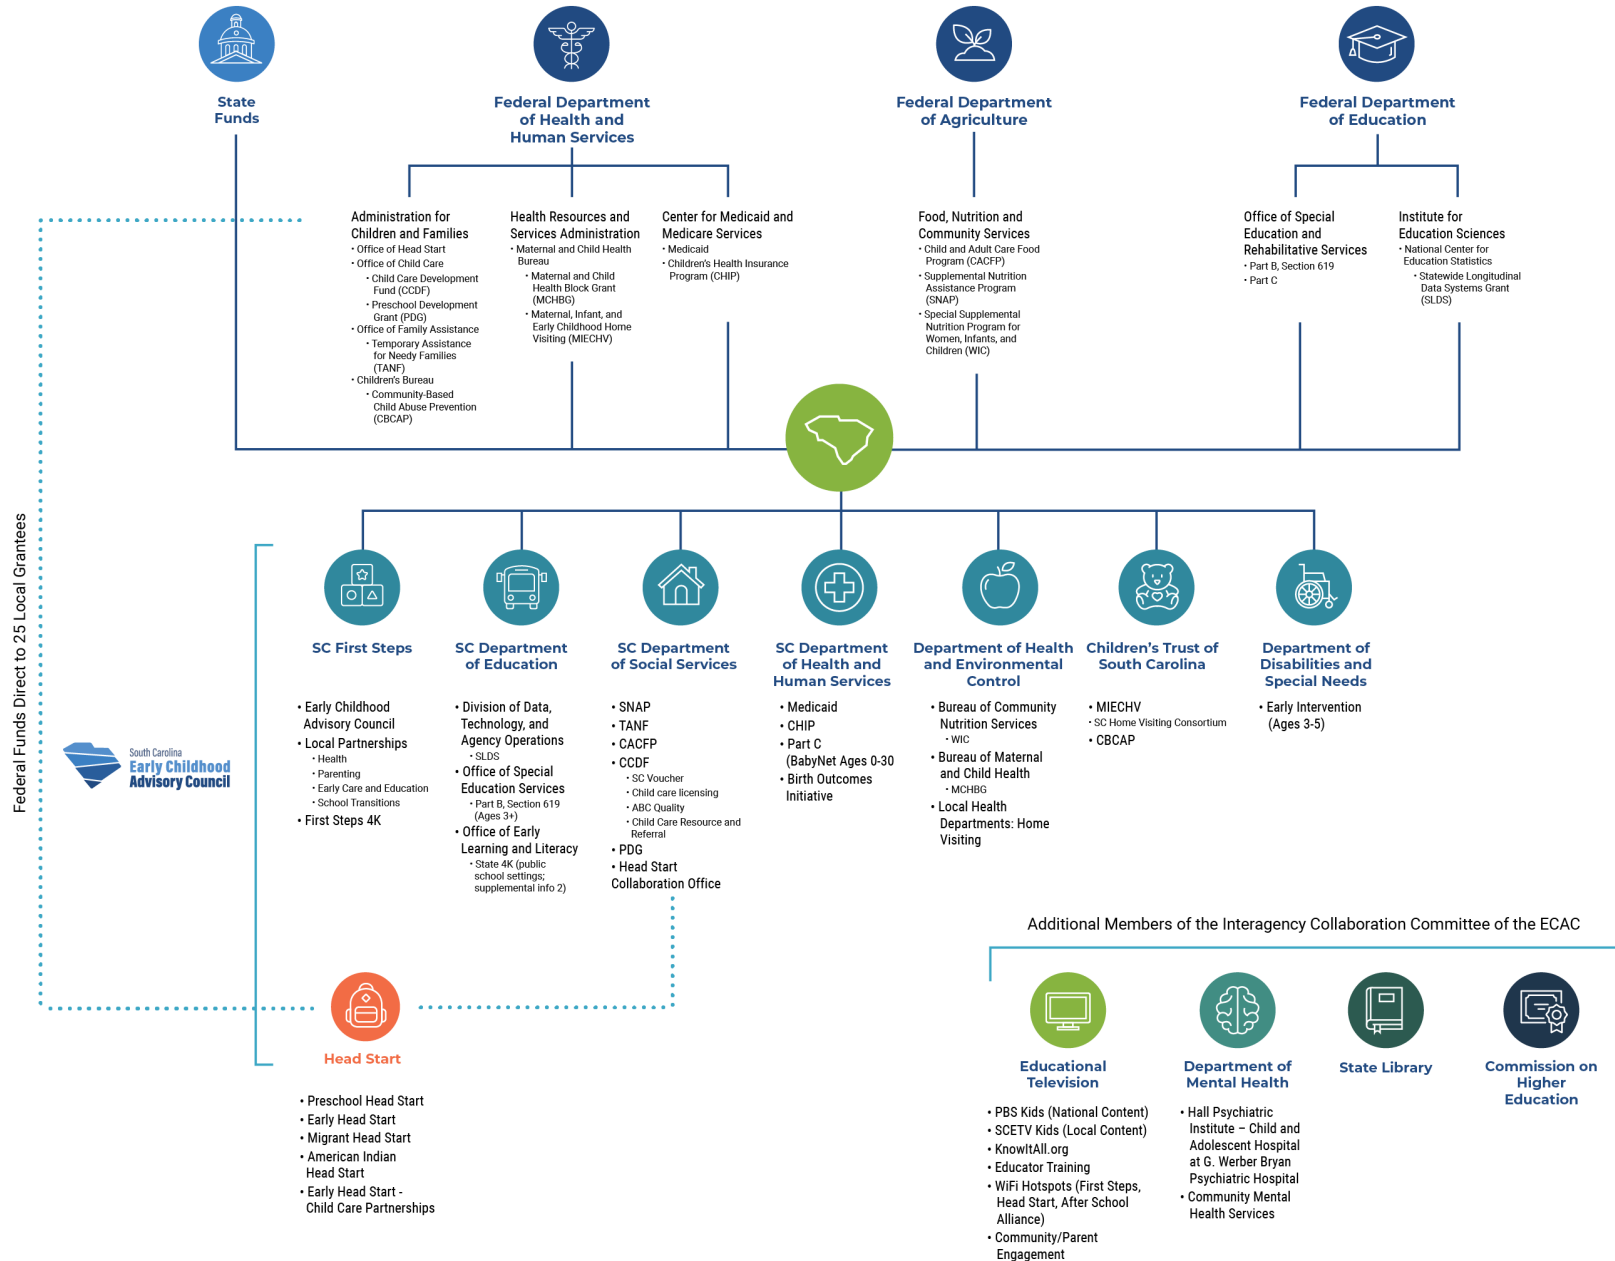 State
Funds
Federal Department
of Health and
Human Services
Federal Department
of Agriculture
Federal Department
of Education
Administration for
Children and Families
• Office of Head Start
• Office of Child Care
• Child Care Development
Fund (CCDF)
• Preschool Development
Grant (PDG)
• Office of Family Assistance
• Temporary Assistance
for Needy Families
(TANF)
• Children's Bureau
• Community-Based
Child Abuse Prevention
(CBCAP)
Health Resources and
Services Administration
• Maternal and Child Health
Bureau
• Maternal and Child
Health Block Grant
(MCHBG)
• Maternal, Infant, and
Early Childhood Home
Visiting (MIECHV)
Center for Medicaid and
Medicare Services
• Medicaid
• Children's Health Insurance
Program (CHIP)
Food, Nutrition and
Community Services
• Child and Adult Care Food
Program (CACFP)
• Supplemental Nutrition
Assistance Program
(SNAP)
• Special Supplemental
Nutrition Program for
Women, Infants, and
Children (WIC)
Office of Special
Education and
Rehabilitative Services
• Part B, Section 619
• Part C
Institute for
Education Sciences
• National Center for
Education Statistics
• Statewide Longitudinal
Data Systems Grant
(SLDS)
Federal Funds Direct to 25 Local Grantees
South Carolina
Early Childhood
Advisory Council
SC First Steps
• Early Childhood
Advisory Council
• Local Partnerships
• Health
• Parenting
• Early Care and Education
• School Transitions
• First Steps 4K
SC Department
of Education
• Division of Data,
Technology, and
Agency Operations
• SLDS
• Office of Special
Education Services
• Part B, Section 619
(Ages 3+)
• Office of Early
Learning and Literacy
• State 4K (public
school settings;
supplemental info 2)
SC Department
of Social Services
• SNAP
• TANF
• CACFP
• CCDF
• SC Voucher
• Child care licensing
• ABC Quality
• Child Care Resource and
Referral
• PDG
• Head Start
Collaboration Office
SC Department
of Health and
Human Services
• Medicaid
• CHIP
• Part C
(BabyNet Ages 0-30
• Birth Outcomes
Initiative
Department of Health
and Environmental
Control
• Bureau of Community
Nutrition Services
• WIC
• Bureau of Maternal
and Child Health
• MCHBG
• Local Health
Departments: Home
Visiting
Children's Trust of
South Carolina
• MIECHV
• SC Home Visiting Consortium
• CBCAP
Department of
Disabilities and
Special Needs
• Early Intervention
(Ages 3-5)
Head Start
• Preschool Head Start
• Early Head Start
• Migrant Head Start
• American Indian
Head Start
• Early Head Start -
Child Care Partnerships
Additional Members of the Interagency Collaboration Committee of the ECAC
Educational
Television
• PBS Kids (National Content)
• SCETV Kids (Local Content)
• KnowItAll.org
• Educator Training
• WiFi Hotspots (First Steps,
Head Start, After School
Alliance)
• Community/Parent
Engagement
Department of
Mental Health
• Hall Psychiatric
Institute – Child and
Adolescent Hospital
at G. Werber Bryan
Psychiatric Hospital
• Community Mental
Health Services
State Library
Commission on
Higher
Education